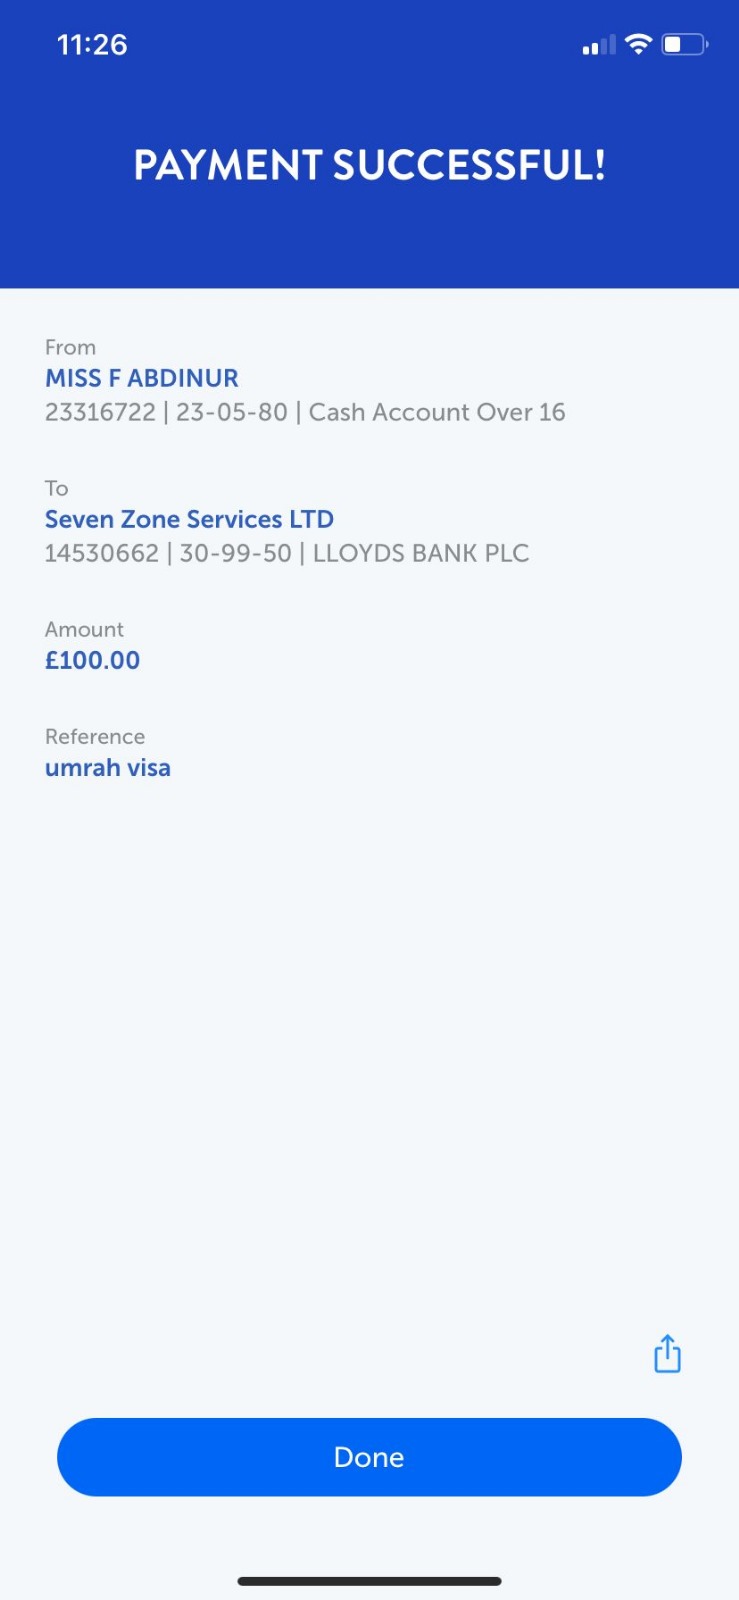 11:26
PAYMENT SUCCESSFUL!
From
MISS F ABDINUR
23316722 | 23-05-80 | Cash Account Over 16
To
Seven Zone Services LTD
14530662 | 30-99-50 | LLOYDS BANK PLC
Amount
£100.00
Reference
umrah visa
Done